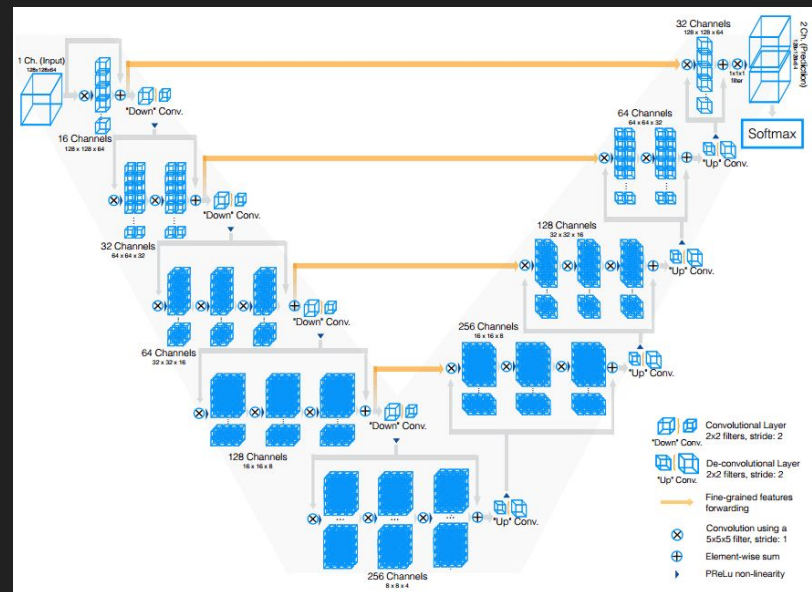 1 Ch. (Input)
128x128x64
"Down" Conv.
16 Channels
128 x 128 x 64
"Down" Conv.
32 Channels
64 x 64 x 32
"Down" Conv.
64 Channels
32 x 32 x 16
"Down" Conv.
128 Channels
16 x 16 x 8
256 Channels
8 x 8 x 4
"Up" Conv.
256 Channels
16 x 16 x 8
"Up" Conv.
128 Channels
32 x 32 x 16
"Up" Conv.
64 Channels
64 x 64 x 32
"Up" Conv.
32 Channels
128 x 128 x 64
1x1x1
filter
2 Ch. (Prediction)
128x128x64
Softmax
"Down" Conv.
Convolutional Layer
2x2 filters, stride: 2
"Up" Conv.
De-convolutional Layer
2x2 filters, stride: 2
Fine-grained features
forwarding
Convolution using a
5x5x5 filter, stride: 1
Element-wise sum
PReLu non-linearity